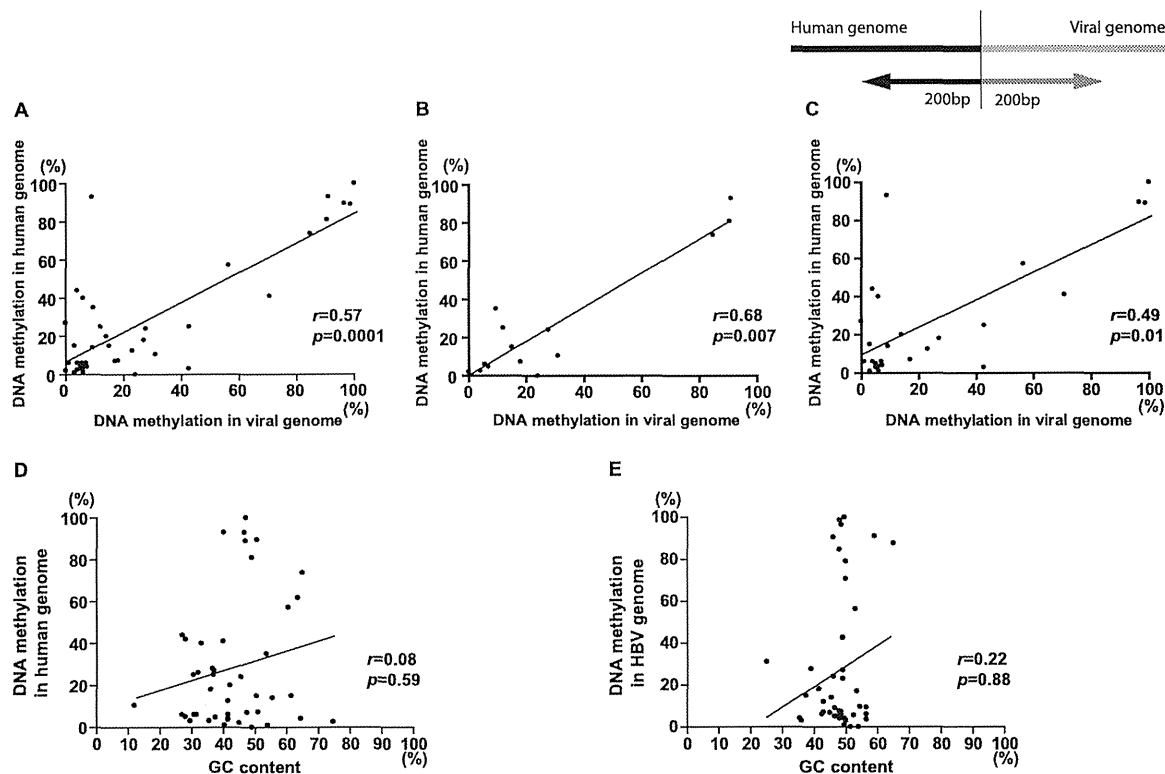 Human genome
Viral genome
200bp
200bp
A
(%)
DNA methylation in human genome
100
80
60
40
20
0
0
20
40
60
80
100
(%)
DNA methylation in viral genome
r=0.57
p=0.0001
B
(%)
DNA methylation in human genome
100
80
60
40
20
0
0
20
40
60
80
100
(%)
DNA methylation in viral genome
r=0.68
p=0.007
C
(%)
DNA methylation in human genome
100
80
60
40
20
0
0
20
40
60
80
100
(%)
DNA methylation in viral genome
r=0.49
p=0.01
D
(%)
DNA methylation
in human genome
100
80
60
40
20
0
0
10
20
30
40
50
60
70
80
90
100
(%)
GC content
r=0.08
p=0.59
E
(%)
DNA methylation
in HBV genome
100
80
60
40
20
0
0
10
20
30
40
50
60
70
80
90
100
(%)
GC content
r=0.22
p=0.88